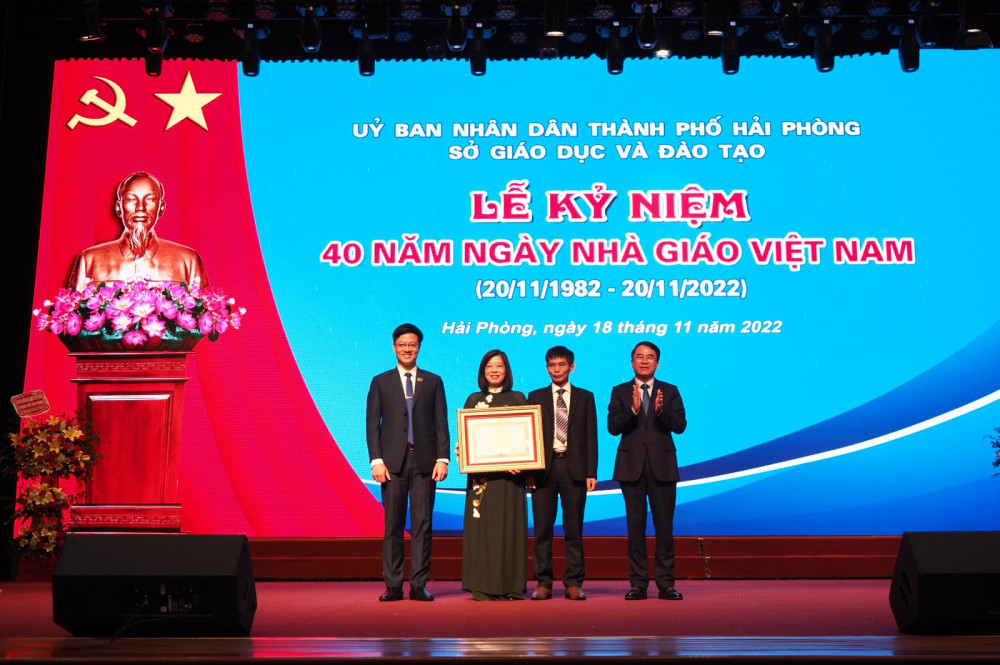 UỶ BAN NHÂN DÂN THÀNH PHỐ HẢI PHÒNG
SỞ GIÁO DỤC VÀ ĐÀO TẠO
LỄ KỶ NIỆM
40 NĂM NGÀY NHÀ GIÁO VIỆT NAM
(20/11/1982 - 20/11/2022)
Hải Phòng, ngày 18 tháng 11 năm 2022